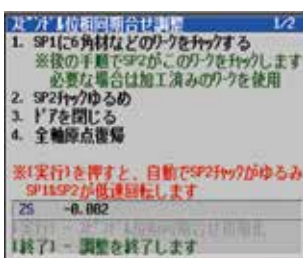 スピンドル位相回同期合せ調整 1/2
1. SP1に6角材などのワークをチャックする
※後の手順でSP2がこのワークをチャックします
必要な場合は加工済みのワークを使用
2. SP2チャックゆるめ
3. ドアを閉じる
4. 全軸原点復帰
※[実行]を押すと、自動でSP2チャックがゆるみ
SP1&SP2が低速回転します
2S -0.002
[終了] - 調整を終了します